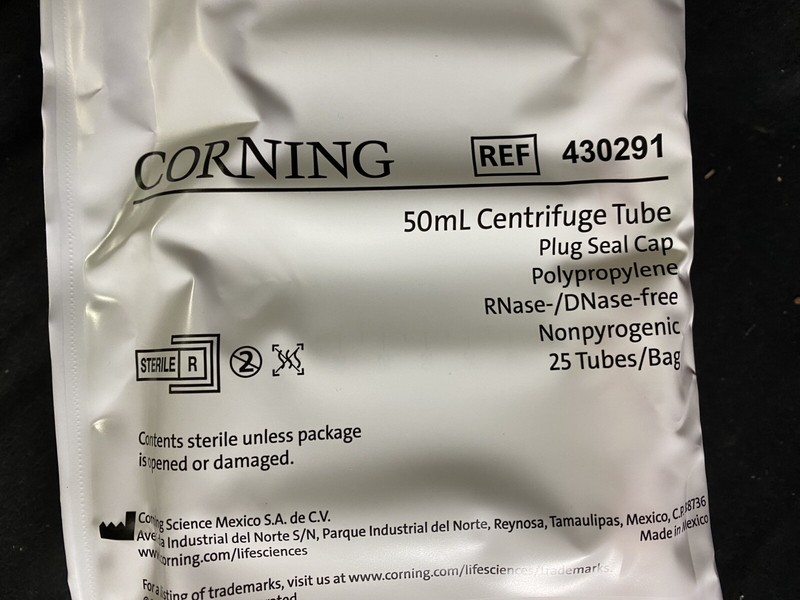 CORNING
REF 430291
50mL Centrifuge Tube
Plug Seal Cap
Polypropylene
RNase-/DNase-free
Nonpyrogenic
25 Tubes/Bag
STERILE R
2
Contents sterile unless package
is opened or damaged.
Corning Science Mexico S.A. de C.V.
Avenida Industrial del Norte S/N, Parque Industrial del Norte, Reynosa, Tamaulipas, Mexico, C.P. 88736
Made in Mexico
www.corning.com/lifesciences
For a listing of trademarks, visit us at www.corning.com/lifesciences/trademarks.